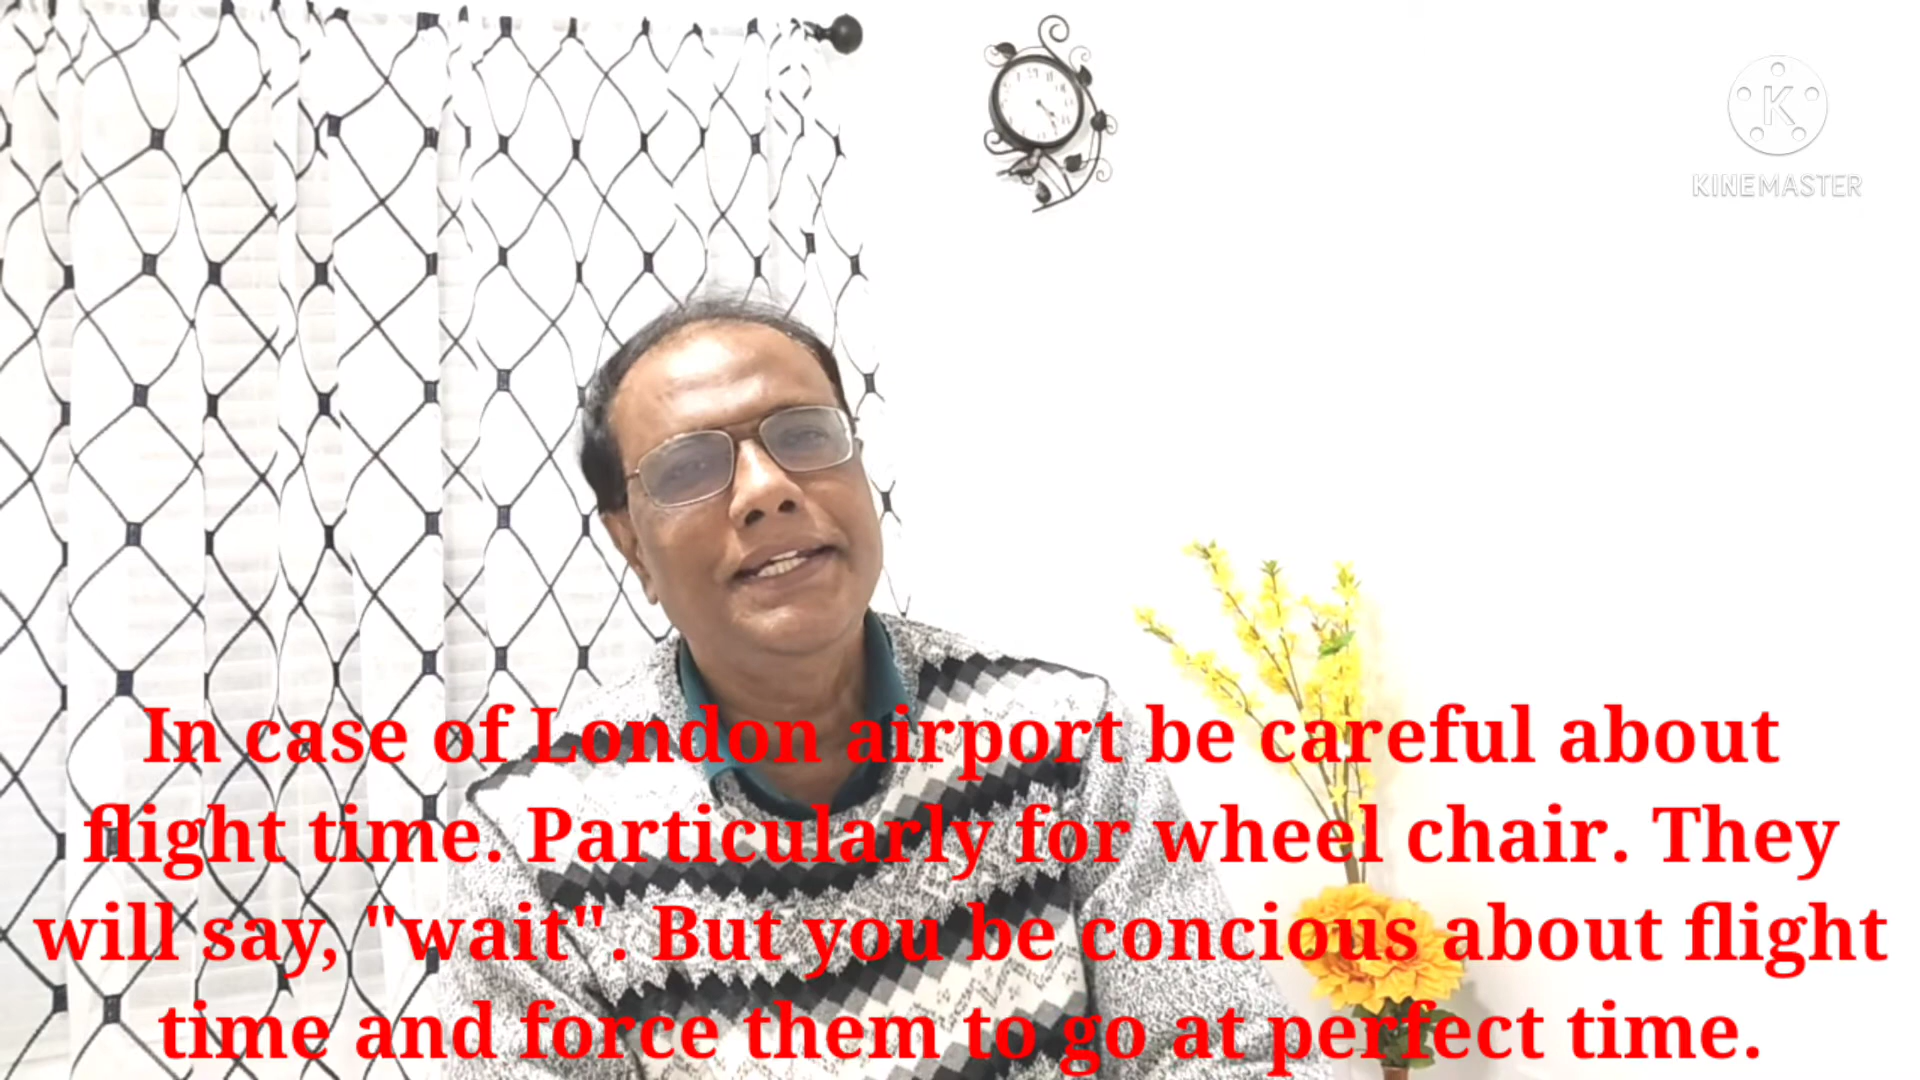 KINEMASTER
In case of London airport be careful about
flight time. Particularly for wheel chair. They
will say, "wait". But you be concious about flight
time and force them to go at perfect time.